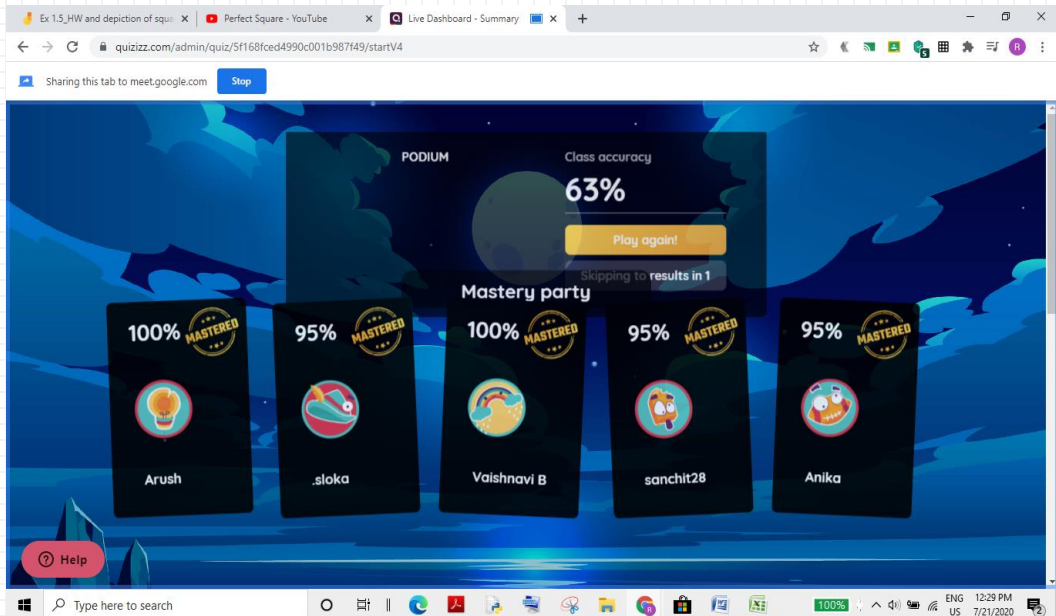 Ex 1.5_HW and depiction of squa
Perfect Square - YouTube
Live Dashboard - Summary
quizizz.com/admin/quiz/5f168fced4990c001b987f49/startV4
R
Sharing this tab to meet.google.com
Stop
PODIUM
Class accuracy
63%
Play again!
Skipping to results in 1
Mastery party
100% MASTERED
95% MASTERED
100% MASTERED
95% MASTERED
95% MASTERED
Arush
.sloka
Vaishnavi B
sanchit28
Anika
Help
Type here to search
100%
ENG 12:29 PM
US 7/21/2020
2